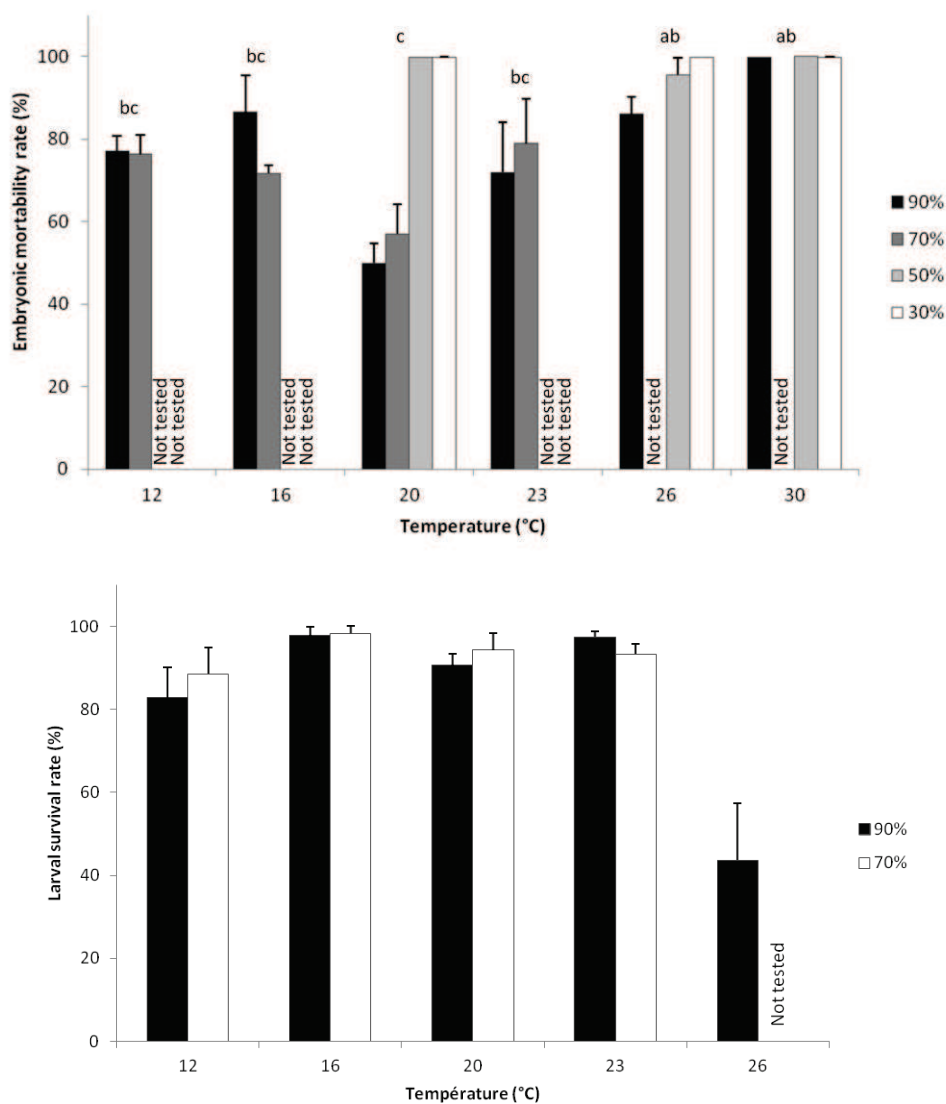 Embryonic mortability rate (%)
100
80
60
40
20
0
bc
bc
c
bc
ab
ab
Not tested
Not tested
Not tested
Not tested
Not tested
Not tested
Not tested
Not tested
12
16
20
23
26
30
Temperature (°C)
90%
70%
50%
30%
Larval survival rate (%)
100
80
60
40
20
0
Not tested
12
16
20
23
26
Température (°C)
90%
70%